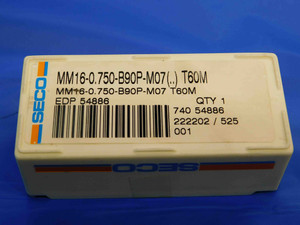 SECO
MM16-0.750-B90P-M07(..) T60M
MM16-0.750-B90P-M07 T60M
EDP 54886 QTY 1
740 54886
222202 / 525
001
SECO